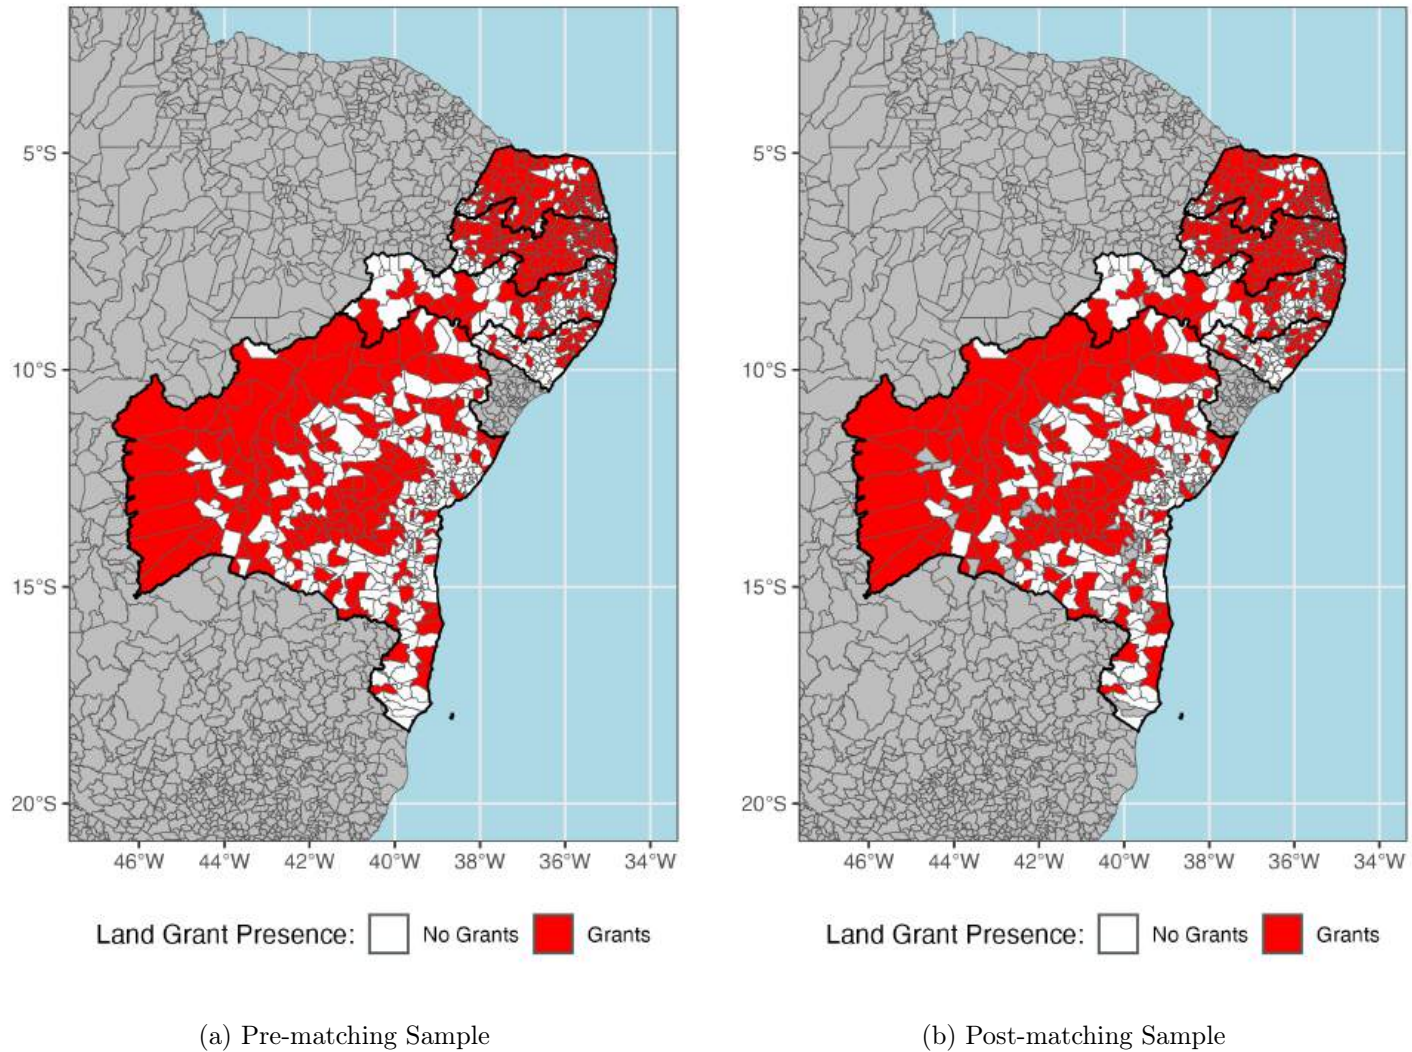 5°S
10°S
15°S
20°S
46°W 44°W 42°W 40°W 38°W 36°W 34°W
Land Grant Presence: No Grants Grants
(a) Pre-matching Sample
5°S
10°S
15°S
20°S
46°W 44°W 42°W 40°W 38°W 36°W 34°W
Land Grant Presence: No Grants Grants
(b) Post-matching Sample